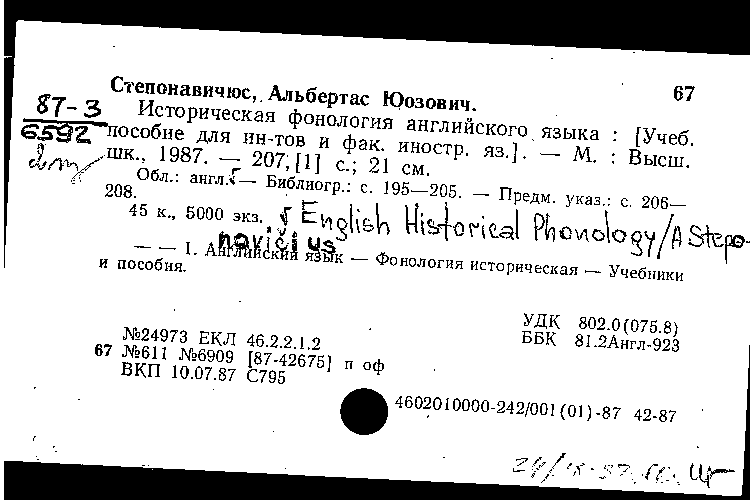 Степонавичюс, Альбертас Юозович. 67
87-3 Историческая фонология английского языка : [Учеб.
6592 пособие для ин-тов и фак. иностр. яз.]. — М. : Высш.
шк., 1987. — 207, [1] с.; 21 см.
Обл.: англ. — Библиогр.: с. 195—205. — Предм. указ.: с. 206—
208.
45 к., 5000 экз. English Historical Phonology/A Stepo-
navičius
— — 1. Английский язык — Фонология историческая — Учебники
и пособия.
УДК 802.0(075.8)
№24973 ЕКЛ 46.2.2.1.2 ББК 81.2Англ-923
67 №611 №6909 [87-42675] п оф
ВКП 10.07.87 С795
4602010000-242/001(01)-87 42-87